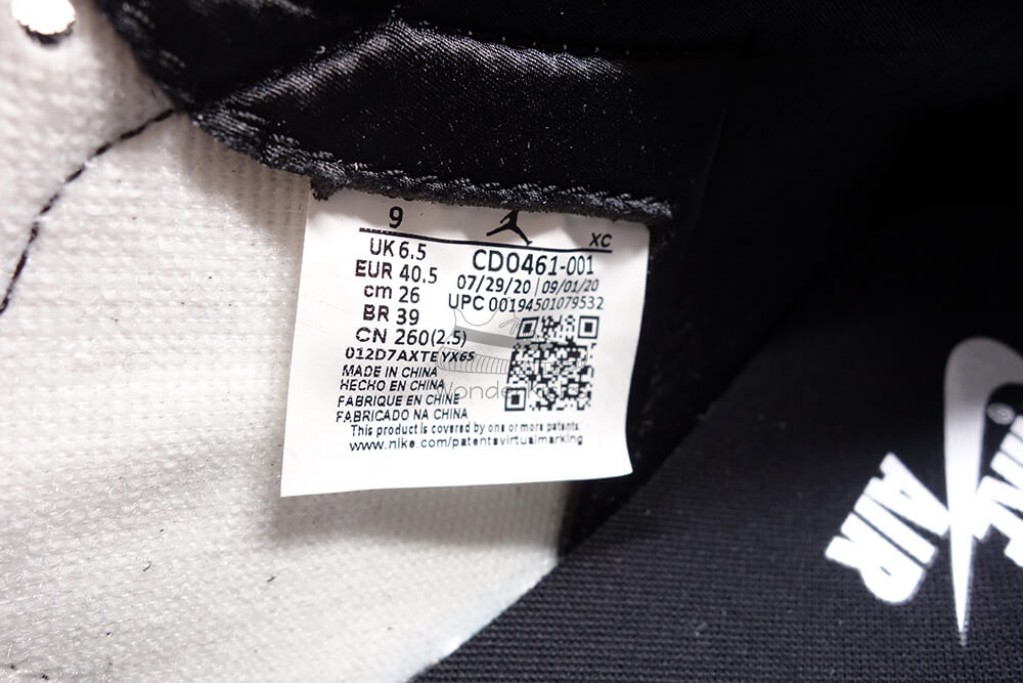 9
XC
UK 6.5
EUR 40.5
cm 26
BR 39
CN 260(2.5)
CD0461-001
07/29/20 | 09/01/20
UPC 00194501079532
012D7AXTEYX65
MADE IN CHINA
HECHO EN CHINA
FABRIQUE EN CHINE
FABRICADO NA CHINA
This product is covered by one or more patents:
www.nike.com/patentsvirtualmarking
NIKE
AIR